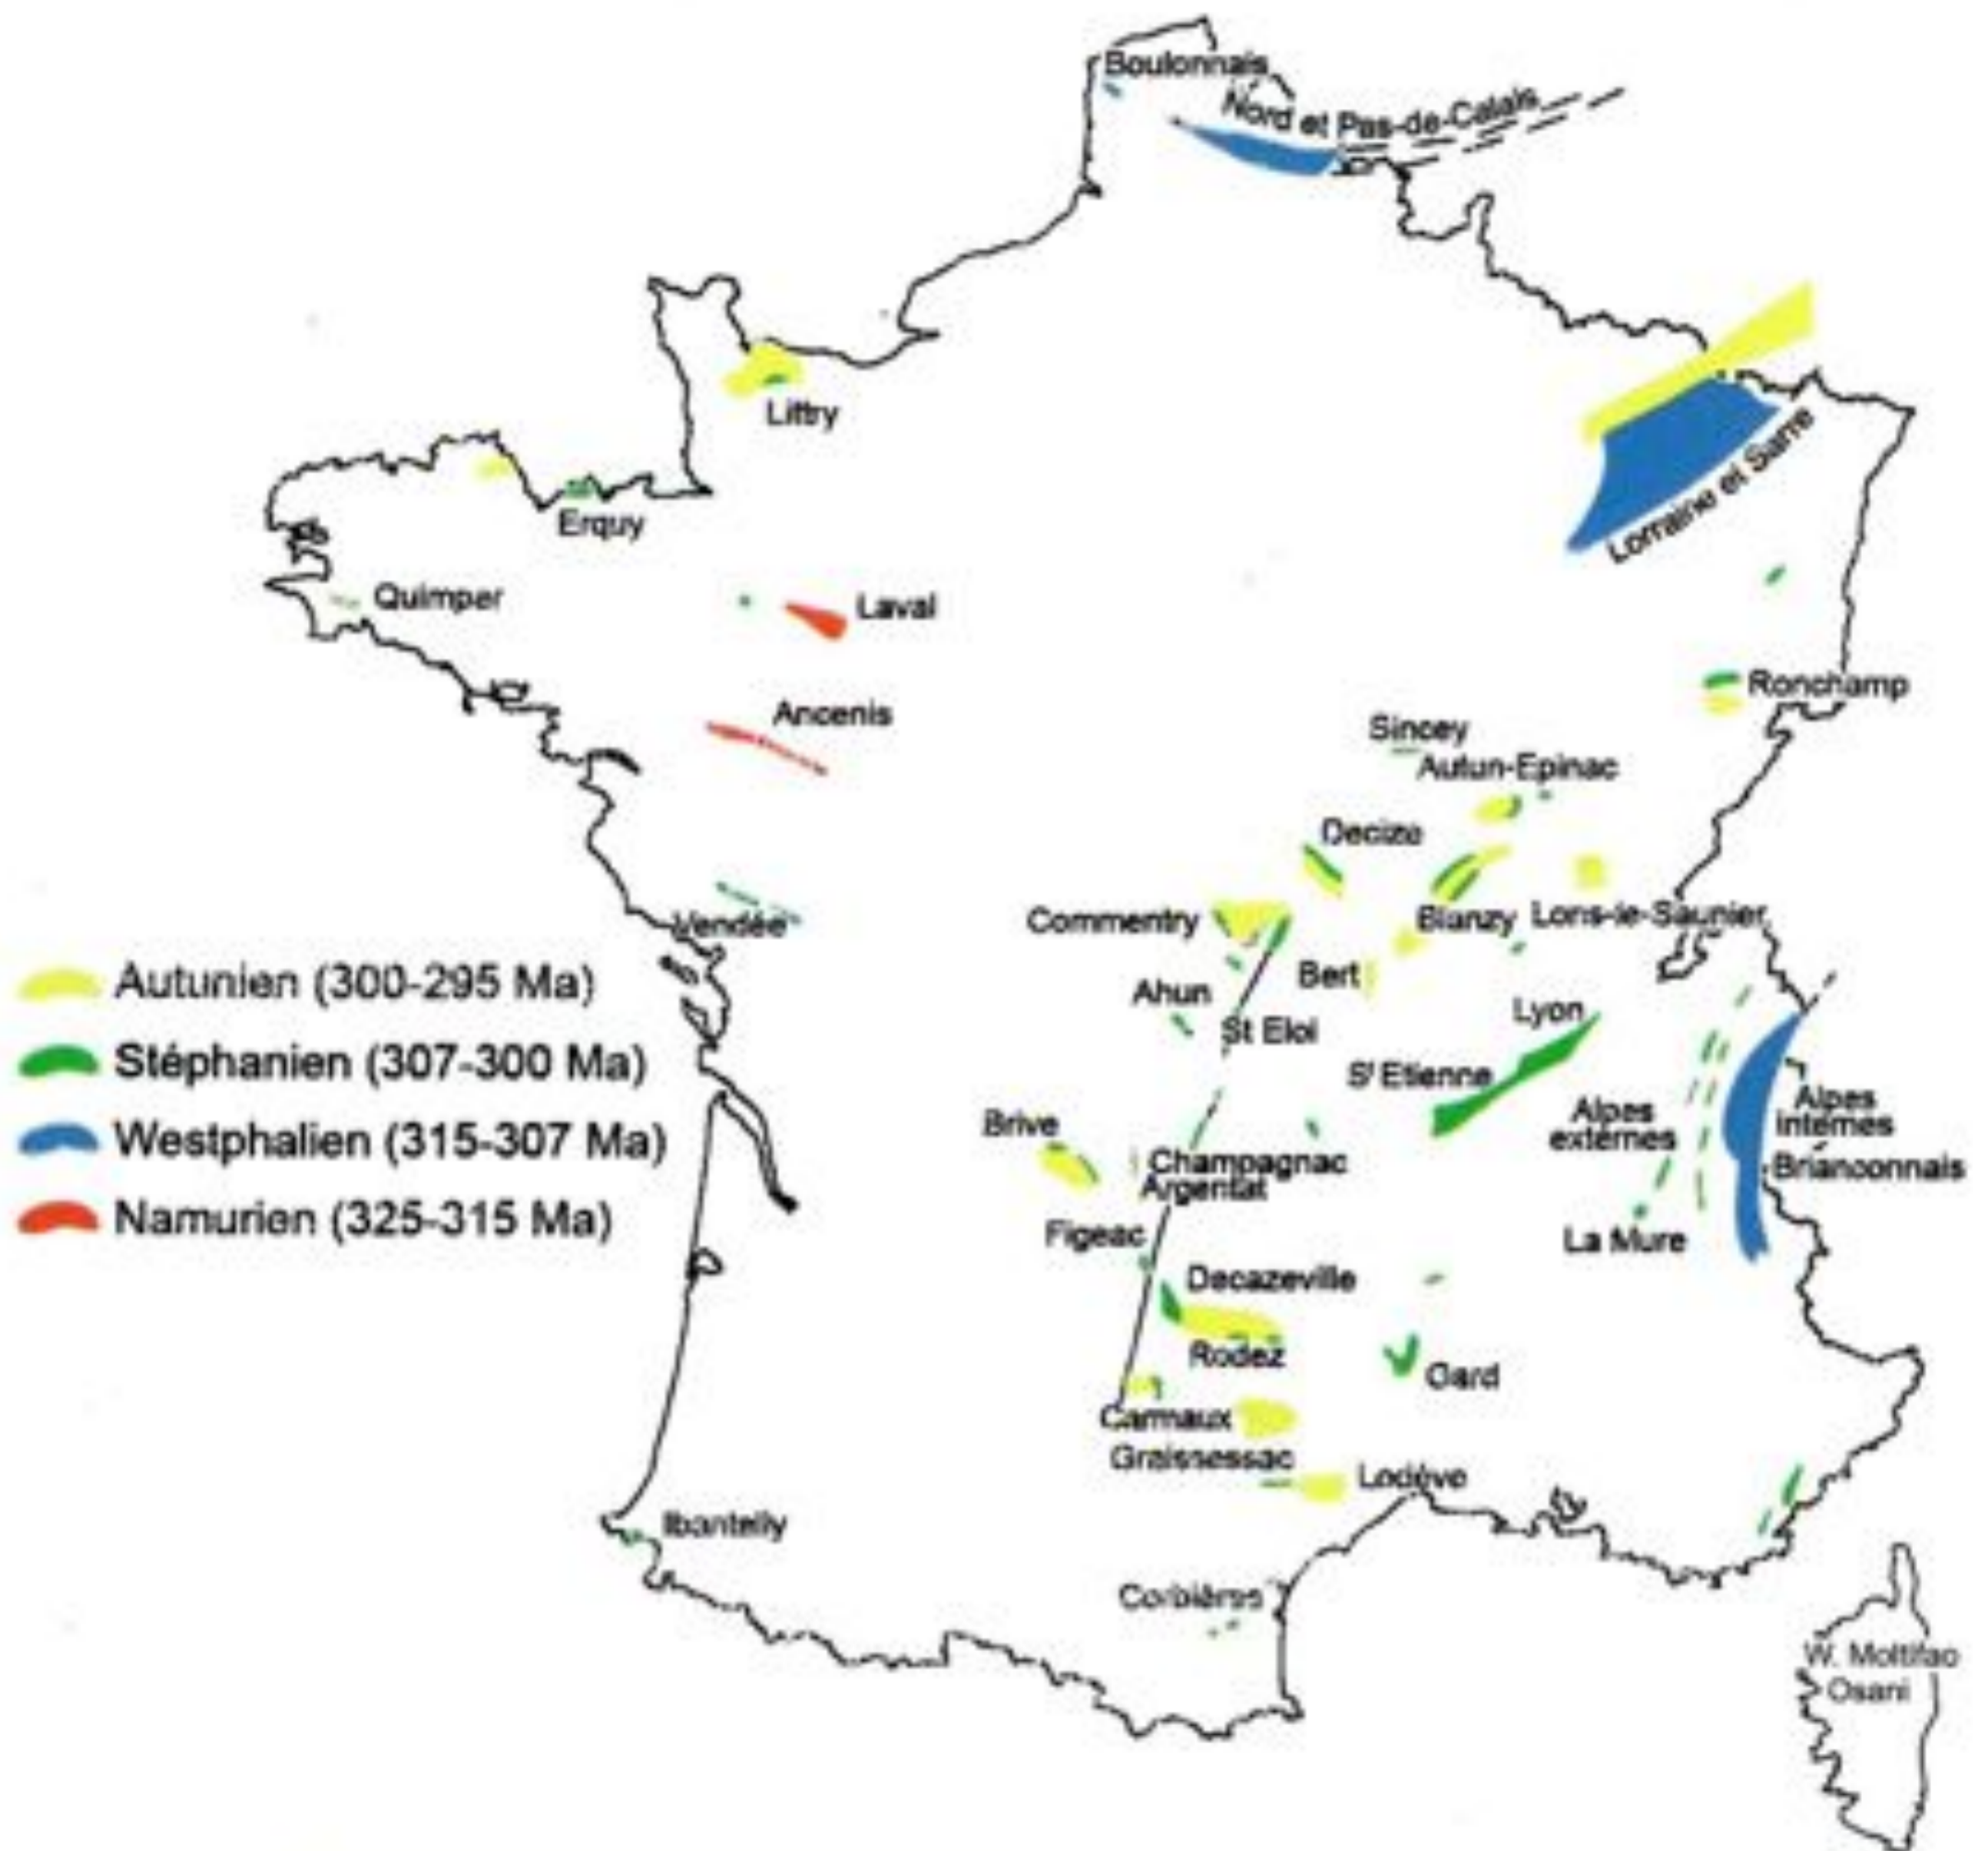 Boulonnais
Nord et Pas-de-Calais
Littry
Lorraine et Sarre
Erquy
Quimper
Laval
Ronchamp
Ancenis
Sincey
Autun-Epinac
Decize
Commentry
Blanzy
Lons-le-Saunier
Vendée
Autunien (300-295 Ma)
Bert
Ahun
Lyon
St Eloi
Stéphanien (307-300 Ma)
St Etienne
Alpes
externes
Alpes
internes
Brianconnais
Westphalien (315-307 Ma)
Brive
Champagnac
Argentat
Namurien (325-315 Ma)
Figeac
La Mure
Decazeville
Rodez
Gard
Carmaux
Graissessac
Lodève
Ibantelly
Corbières
W. Moltifao
Osani